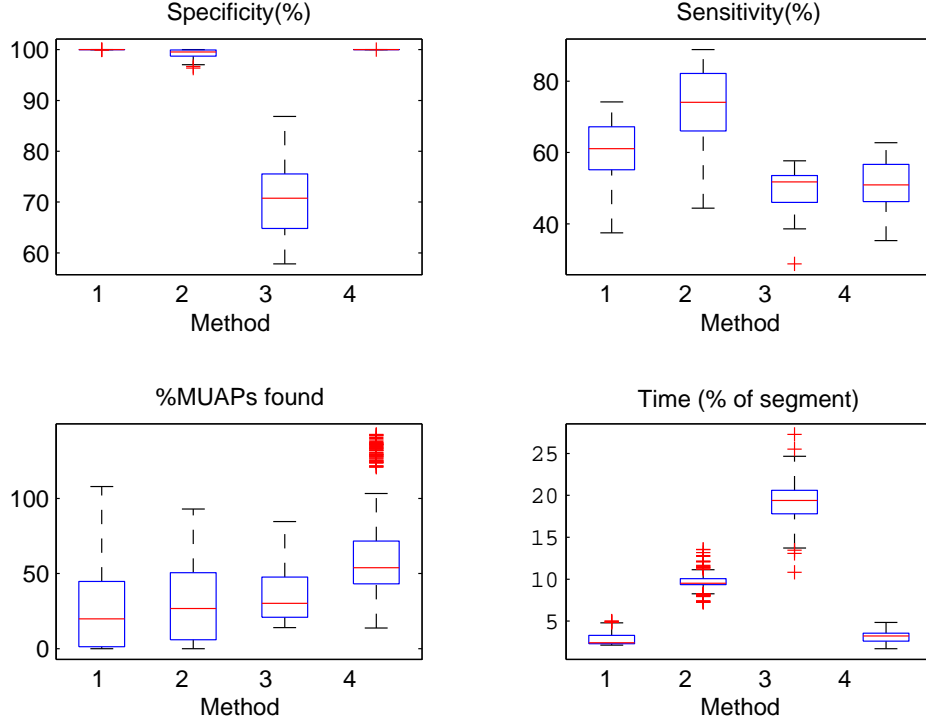 Specificity(%)
100
90
80
70
60
1 2 3 4
Method
Sensitivity(%)
80
60
40
1 2 3 4
Method
%MUAPs found
100
50
0
1 2 3 4
Method
Time (% of segment)
25
20
15
10
5
1 2 3 4
Method